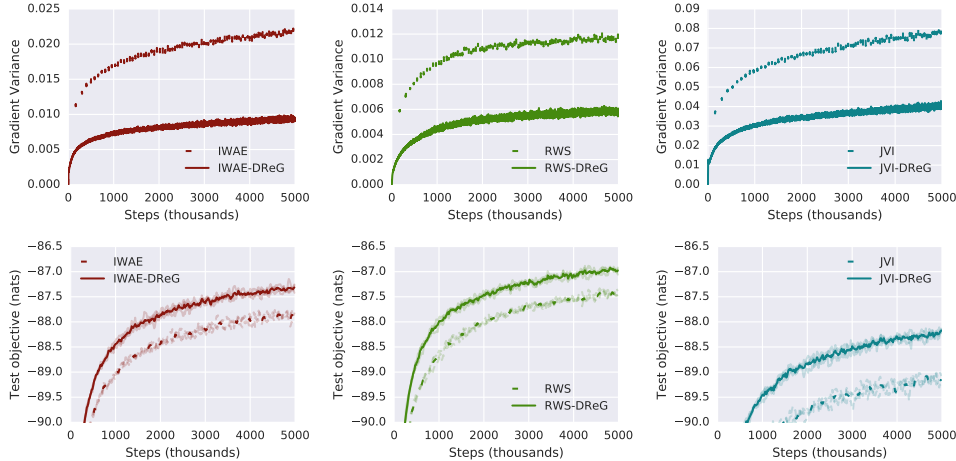 0.025
0.020
0.015
0.010
0.005
0.000
Gradient Variance
IWAE
IWAE-DReG
0 1000 2000 3000 4000 5000
Steps (thousands)
0.014
0.012
0.010
0.008
0.006
0.004
0.002
0.000
Gradient Variance
RWS
RWS-DReG
0 1000 2000 3000 4000 5000
Steps (thousands)
0.09
0.08
0.07
0.06
0.05
0.04
0.03
0.02
0.01
0.00
Gradient Variance
JVI
JVI-DReG
0 1000 2000 3000 4000 5000
Steps (thousands)
−86.5
−87.0
−87.5
−88.0
−88.5
−89.0
−89.5
−90.0
Test objective (nats)
IWAE
IWAE-DReG
0 1000 2000 3000 4000 5000
Steps (thousands)
−86.5
−87.0
−87.5
−88.0
−88.5
−89.0
−89.5
−90.0
Test objective (nats)
RWS
RWS-DReG
0 1000 2000 3000 4000 5000
Steps (thousands)
−86.5
−87.0
−87.5
−88.0
−88.5
−89.0
−89.5
−90.0
Test objective (nats)
JVI
JVI-DReG
0 1000 2000 3000 4000 5000
Steps (thousands)